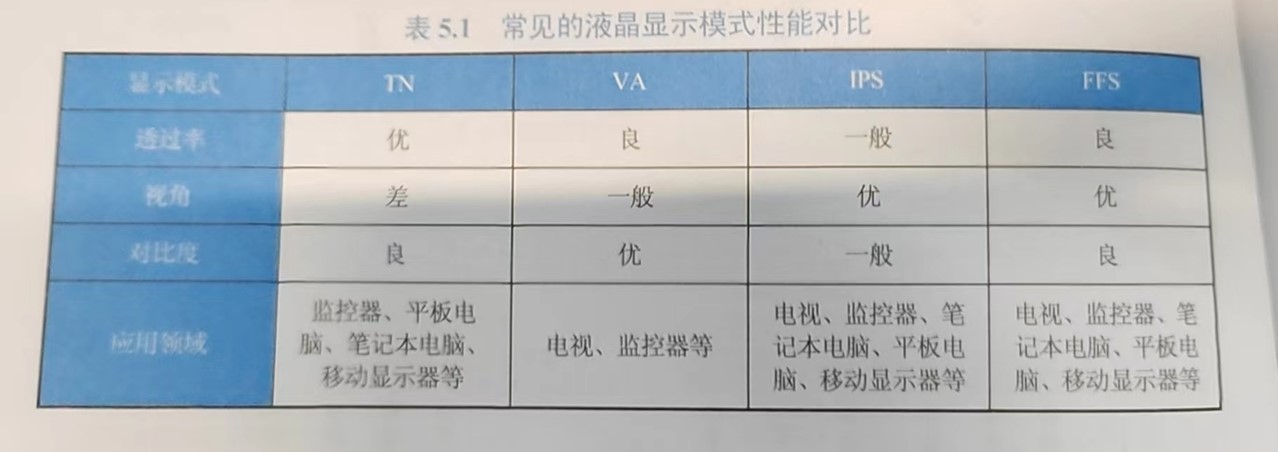 表 5.1 常见的液晶显示模式性能对比
显示模式 TN VA IPS FFS
透过率 优 良 一般 良
视角 差 一般 优 优
对比度 良 优 一般 良
应用领域
监控器、平板电
脑、笔记本电脑、
移动显示器等
电视、监控器等
电视、监控器、笔
记本电脑、平板电
脑、移动显示器等
电视、监控器、笔
记本电脑、平板电
脑、移动显示器等